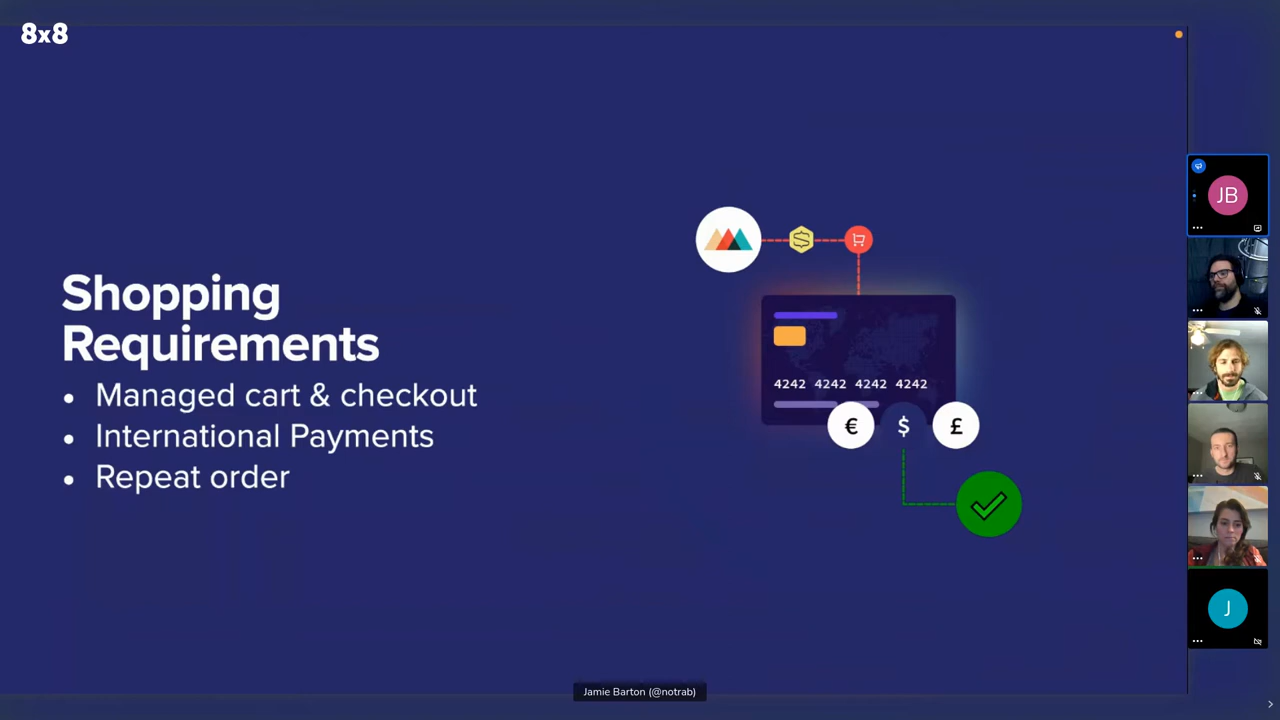 8x8
Shopping
Requirements
• Managed cart & checkout
• International Payments
• Repeat order
4242 4242 4242 4242
€ $ £
JB
J
Jamie Barton (@notrab)